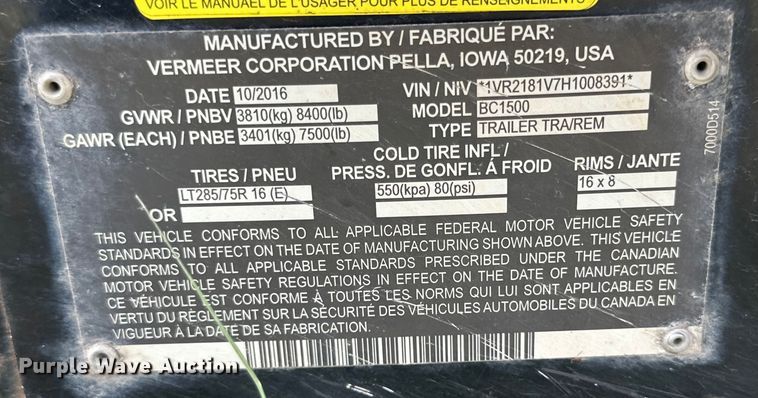 VOIR LE MANUAEL DE L'USAGER POUR PLUS DE RENSEIGNEMENTS
MANUFACTURED BY / FABRIQUÉ PAR:
VERMEER CORPORATION PELLA, IOWA 50219, USA
DATE 10/2016 VIN / NIV *1VR2181V7H1008391*
GVWR / PNBV 3810(kg) 8400(lb) MODEL BC1500
GAWR (EACH) / PNBE 3401(kg) 7500(lb) TYPE TRAILER TRA/REM
7000D514
TIRES / PNEU COLD TIRE INFL / PRESS. DE GONFL. Á FROID RIMS / JANTE
LT285/75R 16 (E) 550(kpa) 80(psi) 16 x 8
OR
THIS VEHICLE CONFORMS TO ALL APPLICABLE FEDERAL MOTOR VEHICLE SAFETY
STANDARDS IN EFFECT ON THE DATE OF MANUFACTURING SHOWN ABOVE. THIS VEHICLE
CONFORMS TO ALL APPLICABLE STANDARDS PRESCRIBED UNDER THE CANADIAN
MOTOR VEHICLE SAFETY REGULATIONS IN EFFECT ON THE DATE OF MANUFACTURE.
CE VÉHICULE EST CONFORME À TOUTES LES NORMS QUI LUI SONT APPLICABLES EN
VERTU DU RÈGLEMENT SUR LA SÉCURITÉ DES VÉHICULES AUTOMOBILES DU CANADA EN
VIGUEUR À LA DATE DE SA FABRICATION.
Purple Wave Auction